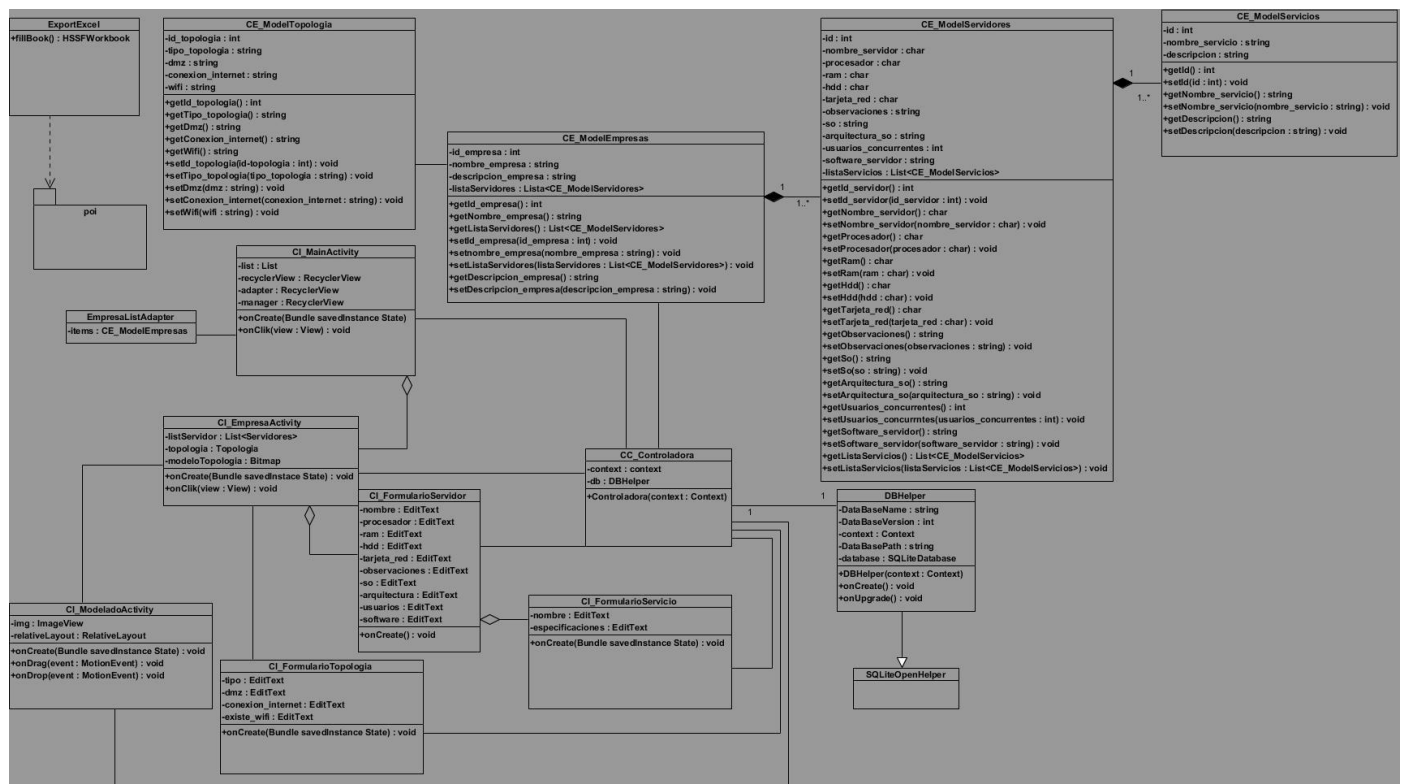 ExportExcel
+fillBook() : HSSFWorkbook
poi
CE_ModelTopologia
-id_topologia : int
-tipo_topologia : string
-dmz : string
-conexion_internet : string
-wifi : string
+getId_topologia() : int
+getTipo_topologia() : string
+getDmz() : string
+getConexion_internet() : string
+getWifi() : string
+setId_topologia(id-topologia : int) : void
+setTipo_topologia(tipo_topologia : string) : void
+setDmz(dmz : string) : void
+setConexion_internet(conexion_internet : string) : void
+setWifi(wifi : string) : void
CE_ModelEmpresas
-id_empresa : int
-nombre_empresa : string
-descripcion_empresa : string
-listaServidores : Lista<CE_ModelServidores>
+getId_empresa() : int
+getNombre_empresa() : string
+getListaServidores() : List<CE_ModelServidores>
+setId_empresa(id_empresa : int) : void
+setnombre_empresa(nombre_empresa : string) : void
+setListaServidores(listaServidores : List<CE_ModelServidores>) : void
+getDescripcion_empresa() : string
+setDescripcion_empresa(descripcion_empresa : string) : void
1
1..*
CE_ModelServidores
-id : int
-nombre_servidor : char
-procesador : char
-ram : char
-hdd : char
-tarjeta_red : char
-observaciones : string
-so : string
-arquitectura_so : string
-usuarios_concurrentes : int
-software_servidor : string
-listaServicios : List<CE_ModelServicios>
+getId_servidor() : int
+setId_servidor(id_servidor : int) : void
+getNombre_servidor() : char
+setNombre_servidor(nombre_servidor : char) : void
+getProcesador() : char
+setProcesador(procesador : char) : void
+getRam() : char
+setRam(ram : char) : void
+getHdd() : char
+setHdd(hdd : char) : void
+getTarjeta_red() : char
+setTarjeta_red(tarjeta_red : char) : void
+getObservaciones() : string
+setObservaciones(observaciones : string) : void
+getSo() : string
+setSo(so : string) : void
+getArquitectura_so() : string
+setArquitectura_so(arquitectura_so : string) : void
+getUsuarios_concurrentes() : int
+setUsuarios_concurrmtes(usuarios_concurrentes : int) : void
+getSoftware_servidor() : string
+setSoftware_servidor(software_servidor : string) : void
+getListaServicios() : List<CE_ModelServicios>
+setListaServicios(listaServicios : List<CE_ModelServicios>) : void
1
1..*
CE_ModelServicios
-id : int
-nombre_servicio : string
-descripcion : string
+getId() : int
+setId(id : int) : void
+getNombre_servicio() : string
+setNombre_servicio(nombre_servicio : string) : void
+getDescripcion() : string
+setDescripcion(descripcion : string) : void
CI_MainActivity
-list : List
-recyclerView : RecyclerView
-adapter : RecyclerView
-manager : RecyclerView
+onCreate(Bundle savedInstance State)
+onClik(view : View) : void
EmpresaListAdapter
-items : CE_ModelEmpresas
CI_EmpresaActivity
-listServidor : List<Servidores>
-topologia : Topologia
-modeloTopologia : Bitmap
+onCreate(Bundle savedInstace State) : void
+onClik(view : View) : void
CC_Controladora
-context : context
-db : DBHelper
+Controladora(context : Context)
1
1
CI_FormularioServidor
-nombre : EditText
-procesador : EditText
-ram : EditText
-hdd : EditText
-tarjeta_red : EditText
-observaciones : EditText
-so : EditText
-arquitectura : EditText
-usuarios : EditText
-software : EditText
+onCreate() : void
DBHelper
-DataBaseName : string
-DataBaseVersion : int
-context : Context
-DataBasePath : string
-database : SQLiteDatabase
+DBHelper(context : Context)
+onCreate() : void
+onUpgrade() : void
CI_FormularioServicio
-nombre : EditText
-especificaciones : EditText
+onCreate(Bundle savedInstance State) : void
CI_ModeladoActivity
-img : ImageView
-relativeLayout : RelativeLayout
+onCreate(Bundle savedInstance State) : void
+onDrag(event : MotionEvent) : void
+onDrop(event : MotionEvent) : void
CI_FormularioTopologia
-tipo : EditText
-dmz : EditText
-conexion_internet : EditText
-existe_wifi : EditText
+onCreate(Bundle savedInstance State) : void
SQLiteOpenHelper